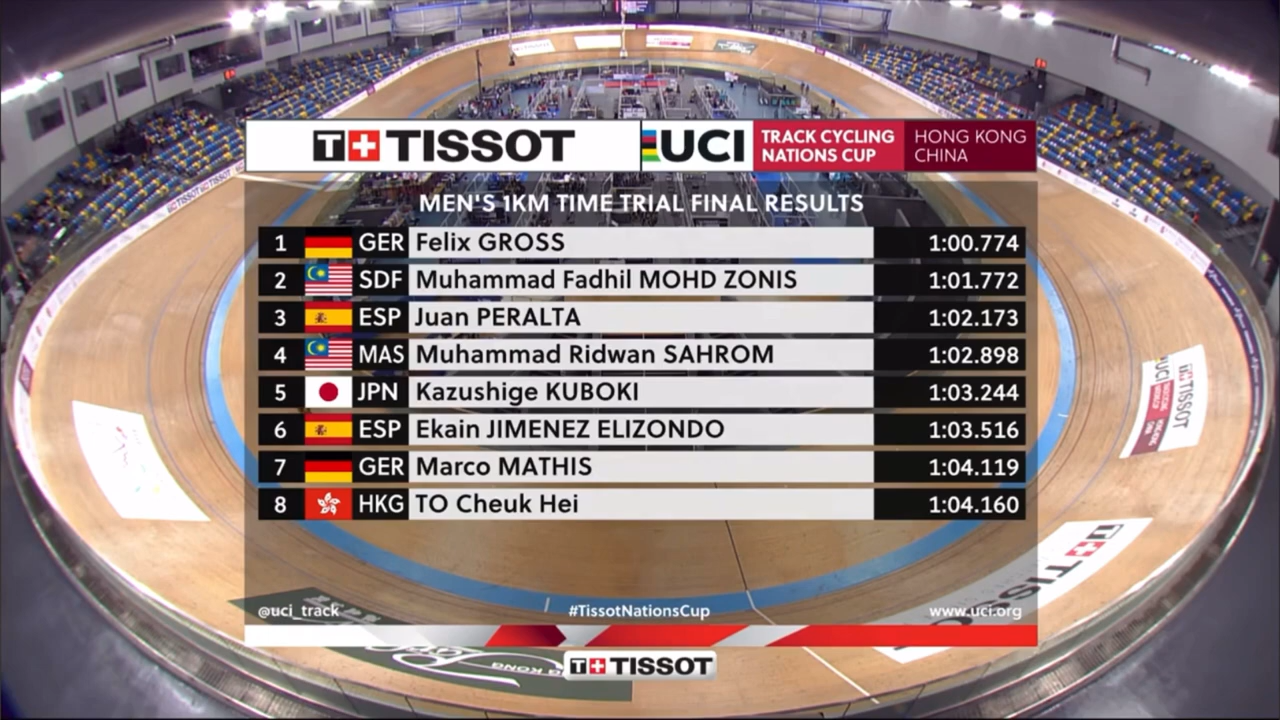 T+ TISSOT
UCI
TRACK CYCLING
NATIONS CUP
HONG KONG
CHINA
MEN'S 1KM TIME TRIAL FINAL RESULTS
1 GER Felix GROSS 1:00.774
2 SDF Muhammad Fadhil MOHD ZONIS 1:01.772
3 ESP Juan PERALTA 1:02.173
4 MAS Muhammad Ridwan SAHROM 1:02.898
5 JPN Kazushige KUBOKI 1:03.244
6 ESP Ekain JIMENEZ ELIZONDO 1:03.516
7 GER Marco MATHIS 1:04.119
8 HKG TO Cheuk Hei 1:04.160
@uci_track #TissotNationsCup www.uci.org
T+ TISSOT
TISSOT
UCI
T+TIS